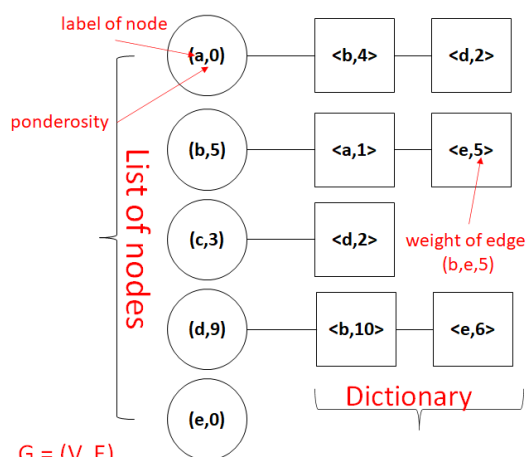 label of node
(a,0)
<b,4>
<d,2>
ponderosity
(b,5)
<a,1>
<e,5>
List of nodes
(c,3)
<d,2>
weight of edge
(b,e,5)
(d,9)
<b,10>
<e,6>
Dictionary
(e,0)
G = (V, E)